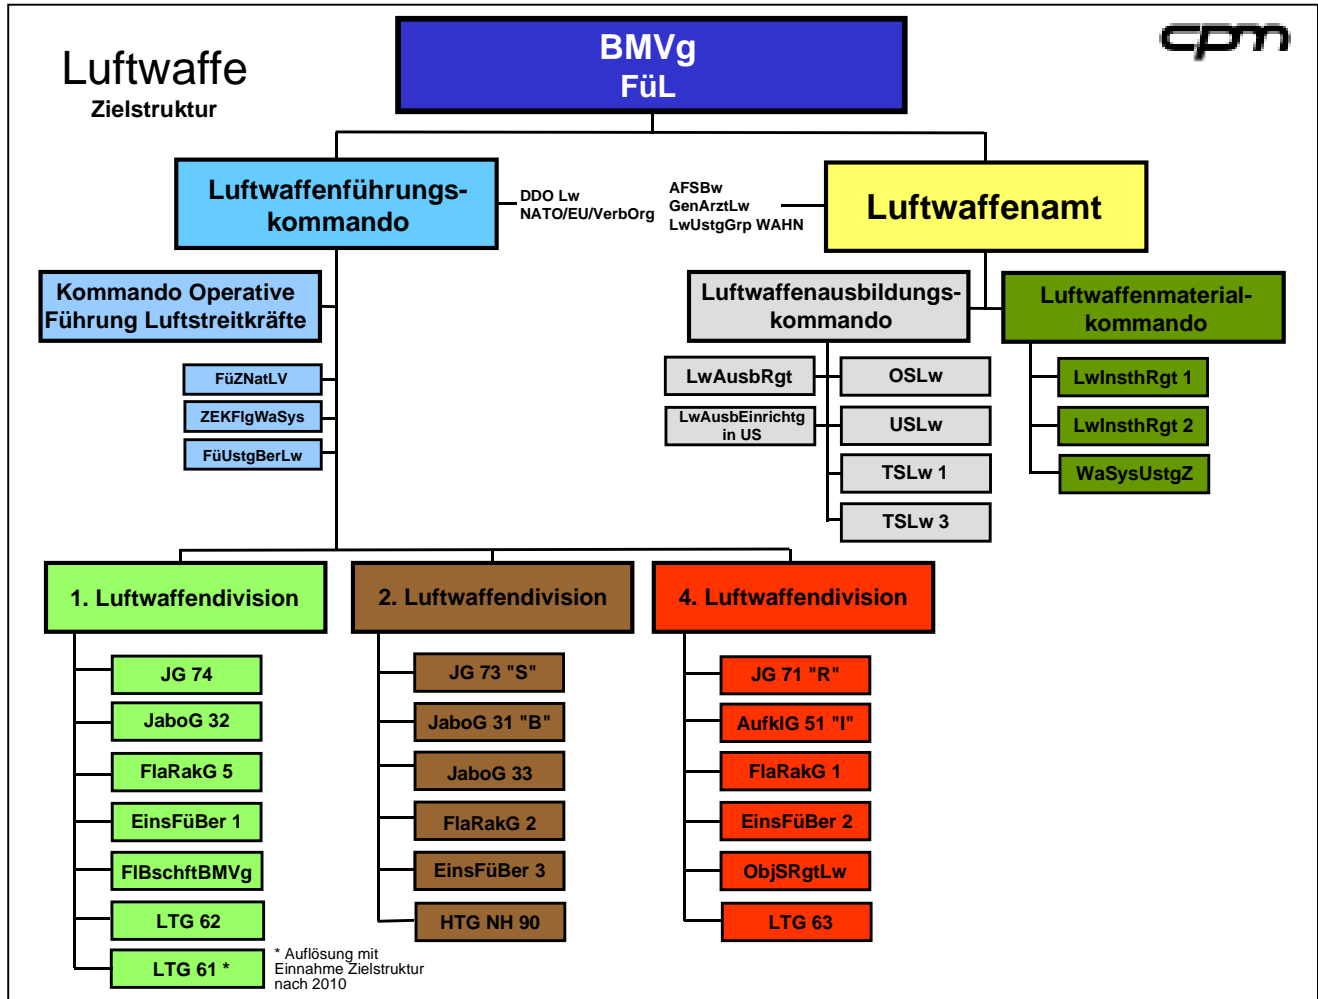 Luftwaffe
Zielstruktur
BMVg
FüL
cpm
Luftwaffenführungs-
kommando
DDO Lw
NATO/EU/VerbOrg
AFSBw
GenArztLw
LwUstgGrp WAHN
Luftwaffenamt
Kommando Operative
Führung Luftstreitkräfte
FüZNatLV
ZEKFlgWaSys
FüUstgBerLw
Luftwaffenausbildungs-
kommando
LwAusbRgt
LwAusbEinrichtg
in US
OSLw
USLw
TSLw 1
TSLw 3
Luftwaffenmaterial-
kommando
LwInsthRgt 1
LwInsthRgt 2
WaSysUstgZ
1. Luftwaffendivision
JG 74
JaboG 32
FlaRakG 5
EinsFüBer 1
FlBschftBMVg
LTG 62
LTG 61 *
* Auflösung mit
Einnahme Zielstruktur
nach 2010
2. Luftwaffendivision
JG 73 "S"
JaboG 31 "B"
JaboG 33
FlaRakG 2
EinsFüBer 3
HTG NH 90
4. Luftwaffendivision
JG 71 "R"
AufklG 51 "I"
FlaRakG 1
EinsFüBer 2
ObjSRgtLw
LTG 63